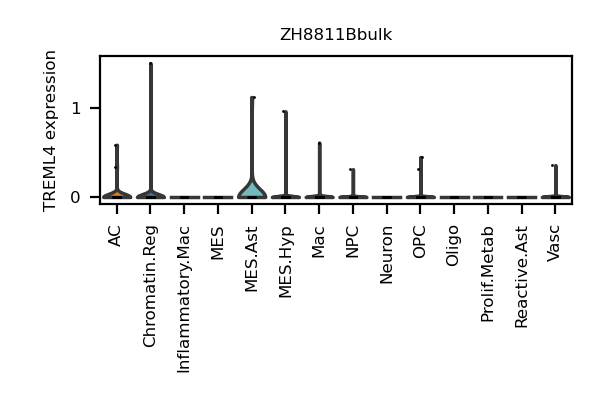 ZH8811Bbulk
TREML4 expression
1
0
AC
Chromatin.Reg
Inflammatory.Mac
MES
MES.Ast
MES.Hyp
Mac
NPC
Neuron
OPC
Oligo
Prolif.Metab
Reactive.Ast
Vasc